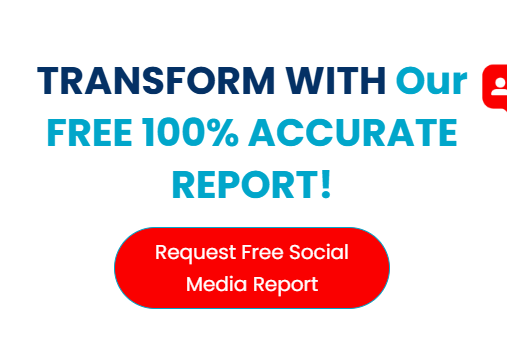 TRANSFORM WITH Our
FREE 100% ACCURATE
REPORT!
Request Free Social
Media Report